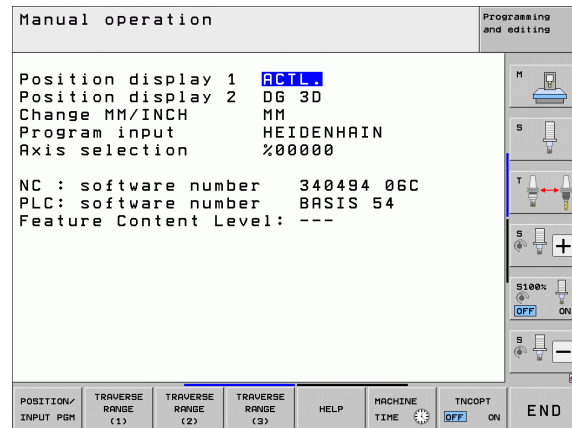 Manual operation
Programming
and editing
Position display 1 ACTL.
Position display 2 DG 3D
Change MM/INCH MM
Program input HEIDENHAIN
Axis selection %00000
NC : software number 340494 06C
PLC: software number BASIS 54
Feature Content Level: ---
M
S
T
S
+
S100%
OFF ON
S
-
POSITION/
INPUT PGM
TRAVERSE
RANGE
(1)
TRAVERSE
RANGE
(2)
TRAVERSE
RANGE
(3)
HELP
MACHINE
TIME
TNCOPT
OFF ON
END